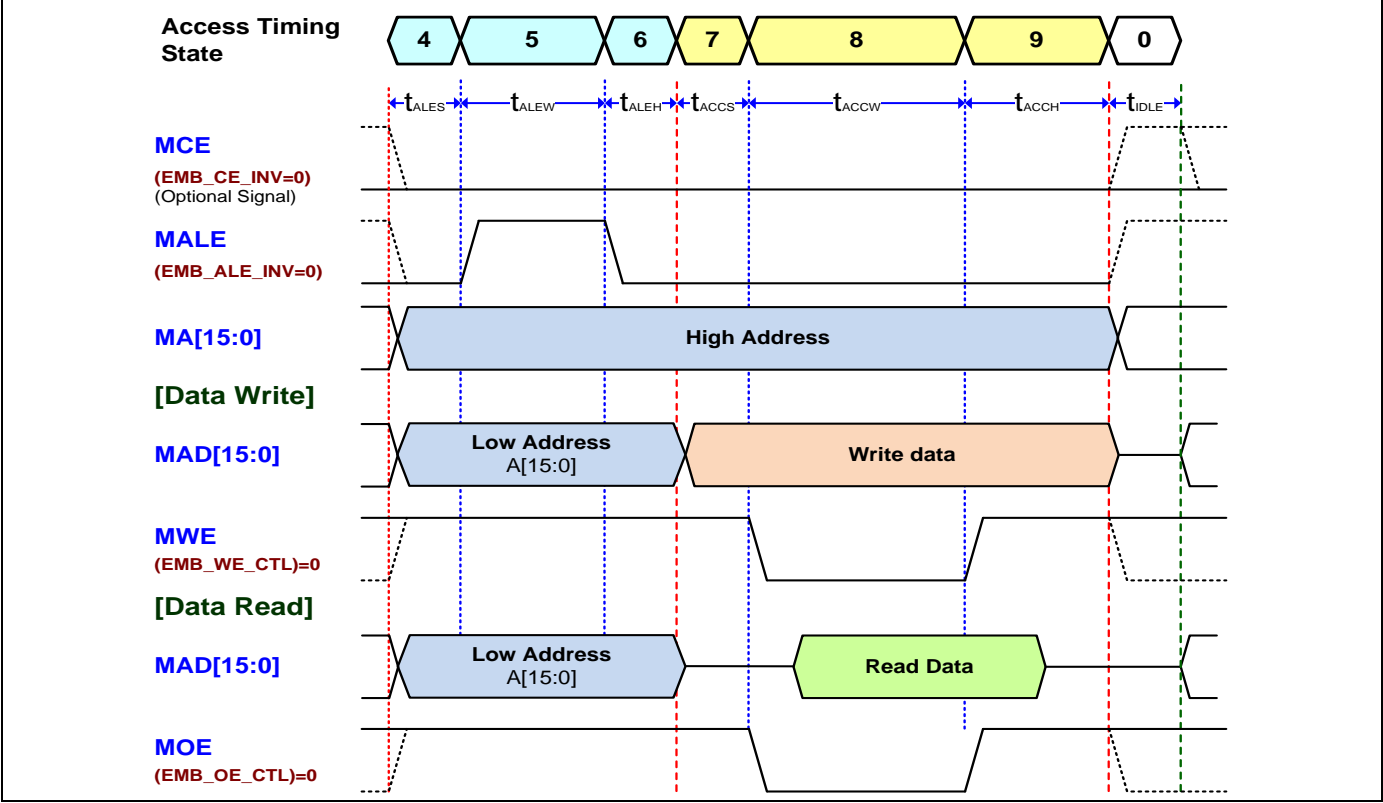 Access Timing
State
4 5 6 7 8 9 0
tALES tALEW tALEH tACCS tACCW tACCH tIDLE
MCE
(EMB_CE_INV=0)
(Optional Signal)
MALE
(EMB_ALE_INV=0)
MA[15:0] High Address
[Data Write]
MAD[15:0] Low Address Write data
A[15:0]
MWE
(EMB_WE_CTL)=0
[Data Read]
MAD[15:0] Low Address Read Data
A[15:0]
MOE
(EMB_OE_CTL)=0